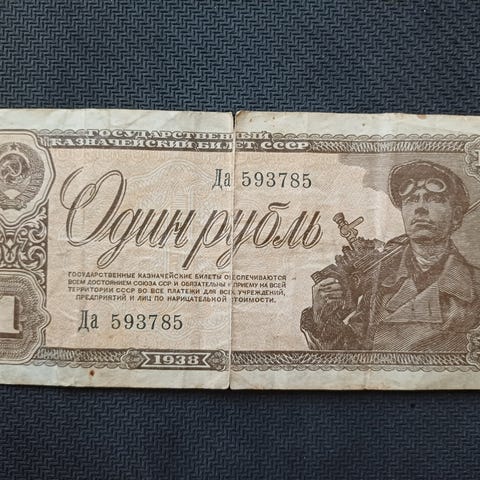 ГОСУДАРСТВЕННЫЙ
КАЗНАЧЕЙСКИЙ БИЛЕТ СССР
Да 593785
Один рубль
ГОСУДАРСТВЕННЫЕ КАЗНАЧЕЙСКИЕ БИЛЕТЫ ОБЕСПЕЧИВАЮТСЯ
ВСЕМ ДОСТОЯНИЕМ СОЮЗА ССР И ОБЯЗАТЕЛЬНЫ К ПРИЕМУ НА ВСЕЙ
ТЕРРИТОРИИ СССР ВО ВСЕ ПЛАТЕЖИ ДЛЯ ВСЕХ УЧРЕЖДЕНИЙ,
ПРЕДПРИЯТИЙ И ЛИЦ ПО НАРИЦАТЕЛЬНОЙ СТОИМОСТИ.
1
Да 593785
1938